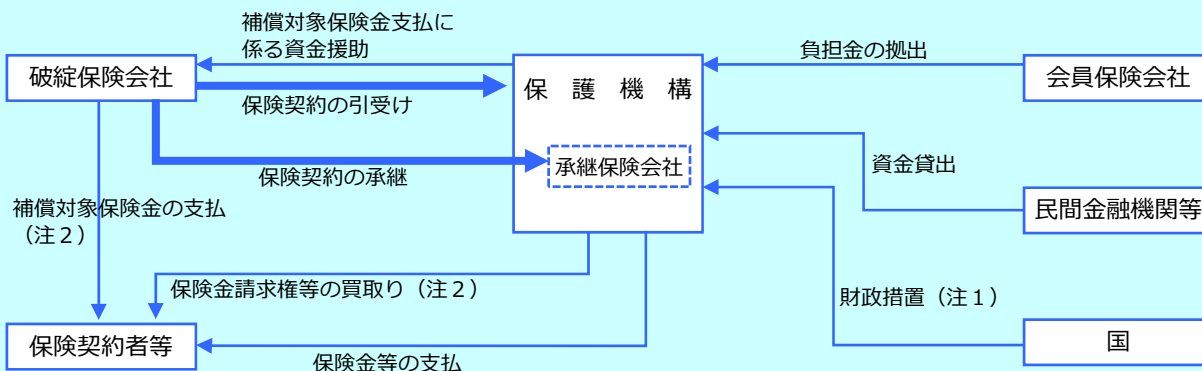 補償対象保険金支払に
係る資金援助
負担金の拠出
破綻保険会社
保護機構
会員保険会社
保険契約の引受け
承継保険会社
資金貸出
保険契約の承継
補償対象保険金の支払
（注２）
民間金融機関等
保険金請求権等の買取り（注２）
財政措置（注１）
保険契約者等
国
保険金等の支払